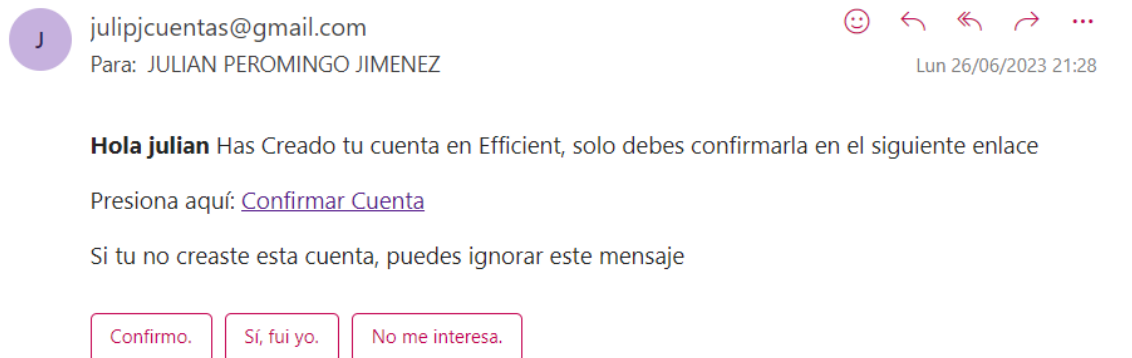 J
julipjcuentas@gmail.com
Para: JULIAN PEROMINGO JIMENEZ
Lun 26/06/2023 21:28
Hola julian Has Creado tu cuenta en Efficient, solo debes confirmarla en el siguiente enlace
Presiona aquí: Confirmar Cuenta
Si tu no creaste esta cuenta, puedes ignorar este mensaje
Confirmo.
Sí, fui yo.
No me interesa.